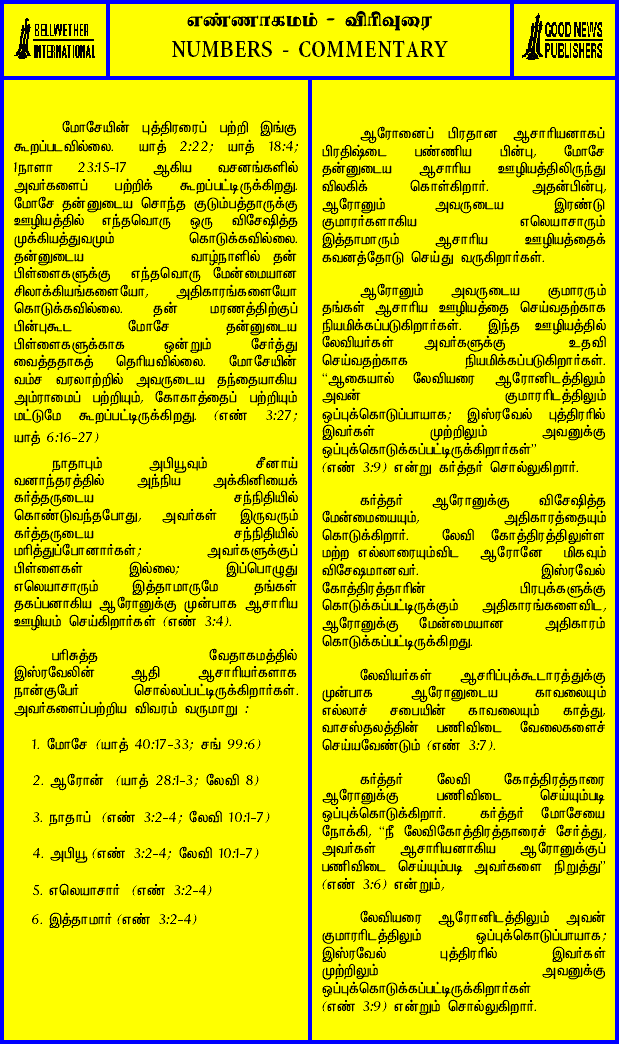 BELLWETHER
INTERNATIONAL
எண்ணாகமம் - விரிவுரை
NUMBERS - COMMENTARY
GOOD NEWS
PUBLISHERS
மோசேயின் புத்திரரைப் பற்றி இங்கு
கூறப்படவில்லை. யாத் 2:22; யாத் 18:4;
1நாளா 23:15-17 ஆகிய வசனங்களில்
அவர்களைப் பற்றிக் கூறப்பட்டிருக்கிறது.
மோசே தன்னுடைய சொந்த குடும்பத்தாருக்கு
ஊழியத்தில் எந்தவொரு ஒரு விசேஷித்த
முக்கியத்துவமும் கொடுக்கவில்லை.
தன்னுடைய வாழ்நாளில் தன்
பிள்ளைகளுக்கு எந்தவொரு மேன்மையான
சிலாக்கியங்களையோ, அதிகாரங்களையோ
கொடுக்கவில்லை. தன் மரணத்திற்குப்
பின்புகூட மோசே தன்னுடைய
பிள்ளைகளுக்காக ஒன்றும் சேர்த்து
வைத்ததாகத் தெரியவில்லை. மோசேயின்
வம்ச வரலாற்றில் அவருடைய தந்தையாகிய
அம்ராமைப் பற்றியும், கோகாத்தைப் பற்றியும்
மட்டுமே கூறப்பட்டிருக்கிறது. (எண் 3:27;
யாத் 6:16-27)
நாதாபும் அபியூவும் சீனாய்
வனாந்தரத்தில் அந்நிய அக்கினியைக்
கர்த்தருடைய சந்நிதியில்
கொண்டுவந்தபோது, அவர்கள் இருவரும்
கர்த்தருடைய சந்நிதியில்
மரித்துப்போனார்கள்; அவர்களுக்குப்
பிள்ளைகள் இல்லை; இப்பொழுது
எலெயாசாரும் இத்தாமாருமே தங்கள்
தகப்பனாகிய ஆரோனுக்கு முன்பாக ஆசாரிய
ஊழியம் செய்கிறார்கள் (எண் 3:4).
பரிசுத்த வேதாகமத்தில்
இஸ்ரவேலின் ஆதி ஆசாரியர்களாக
நான்குபேர் சொல்லப்பட்டிருக்கிறார்கள்.
அவர்களைப்பற்றிய விவரம் வருமாறு :
1. மோசே (யாத் 40:17-33; சங் 99:6)
2. ஆரோன் (யாத் 28:1-3; லேவி 8)
3. நாதாப் (எண் 3:2-4; லேவி 10:1-7)
4. அபியூ (எண் 3:2-4; லேவி 10:1-7)
5. எலெயாசார் (எண் 3:2-4)
6. இத்தாமார் (எண் 3:2-4)
ஆரோனைப் பிரதான ஆசாரியனாகப்
பிரதிஷ்டை பண்ணிய பின்பு, மோசே
தன்னுடைய ஆசாரிய ஊழியத்திலிருந்து
விலகிக் கொள்கிறார். அதன்பின்பு,
ஆரோனும் அவருடைய இரண்டு
குமாரர்களாகிய எலெயாசாரும்
இத்தாமாரும் ஆசாரிய ஊழியத்தைக்
கவனத்தோடு செய்து வருகிறார்கள்.
ஆரோனும் அவருடைய குமாரரும்
தங்கள் ஆசாரிய ஊழியத்தை செய்வதற்காக
நியமிக்கப்படுகிறார்கள். இந்த ஊழியத்தில்
லேவியர்கள் அவர்களுக்கு உதவி
செய்வதற்காக நியமிக்கப்படுகிறார்கள்.
“ஆகையால் லேவியரை ஆரோனிடத்திலும்
அவன் குமாரரிடத்திலும்
ஒப்புக்கொடுப்பாயாக; இஸ்ரவேல் புத்திரரில்
இவர்கள் முற்றிலும் அவனுக்கு
ஒப்புக்கொடுக்கப்பட்டிருக்கிறார்கள்”
(எண் 3:9) என்று கர்த்தர் சொல்லுகிறார்.
கர்த்தர் ஆரோனுக்கு விசேஷித்த
மேன்மையையும், அதிகாரத்தையும்
கொடுக்கிறார். லேவி கோத்திரத்திலுள்ள
மற்ற எல்லாரையும்விட ஆரோனே மிகவும்
விசேஷமானவர். இஸ்ரவேல்
கோத்திரத்தாரின் பிரபுக்களுக்கு
கொடுக்கப்பட்டிருக்கும் அதிகாரங்களைவிட,
ஆரோனுக்கு மேன்மையான அதிகாரம்
கொடுக்கப்பட்டிருக்கிறது.
லேவியர்கள் ஆசரிப்புக்கூடாரத்துக்கு
முன்பாக ஆரோனுடைய காவலையும்
எல்லாச் சபையின் காவலையும் காத்து,
வாசஸ்தலத்தின் பணிவிடை வேலைகளைச்
செய்யவேண்டும் (எண் 3:7).
கர்த்தர் லேவி கோத்திரத்தாரை
ஆரோனுக்கு பணிவிடை செய்யும்படி
ஒப்புக்கொடுக்கிறார். கர்த்தர் மோசேயை
நோக்கி, “நீ லேவிகோத்திரத்தாரைச் சேர்த்து,
அவர்கள் ஆசாரியனாகிய ஆரோனுக்குப்
பணிவிடை செய்யும்படி அவர்களை நிறுத்து”
(எண் 3:6) என்றும்,
லேவியரை ஆரோனிடத்திலும் அவன்
குமாரரிடத்திலும் ஒப்புக்கொடுப்பாயாக;
இஸ்ரவேல் புத்திரரில் இவர்கள்
முற்றிலும் அவனுக்கு
ஒப்புக்கொடுக்கப்பட்டிருக்கிறார்கள்
(எண் 3:9) என்றும் சொல்லுகிறார்.